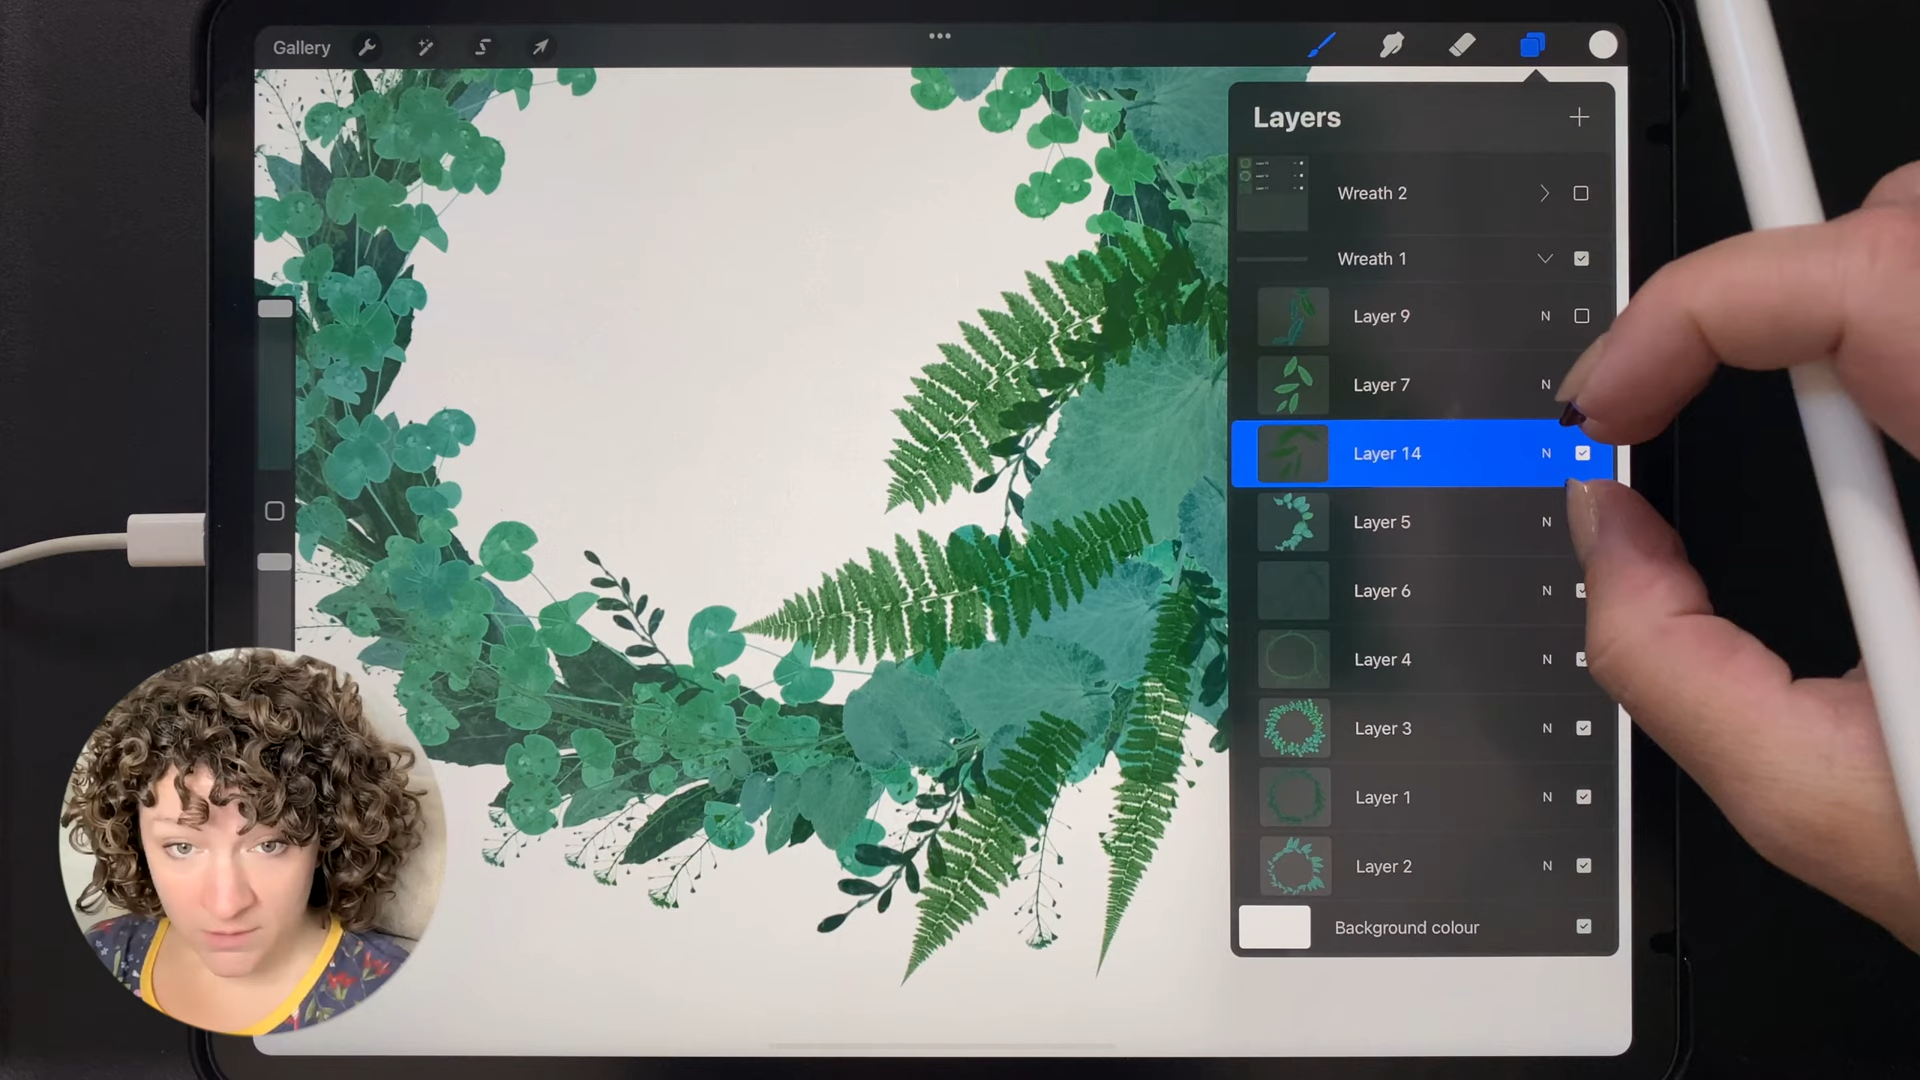 Gallery
Layers
Wreath 2
Wreath 1
Layer 9 N
Layer 7 N
Layer 14 N
Layer 5 N
Layer 6 N
Layer 4 N
Layer 3 N
Layer 1 N
Layer 2 N
Background colour